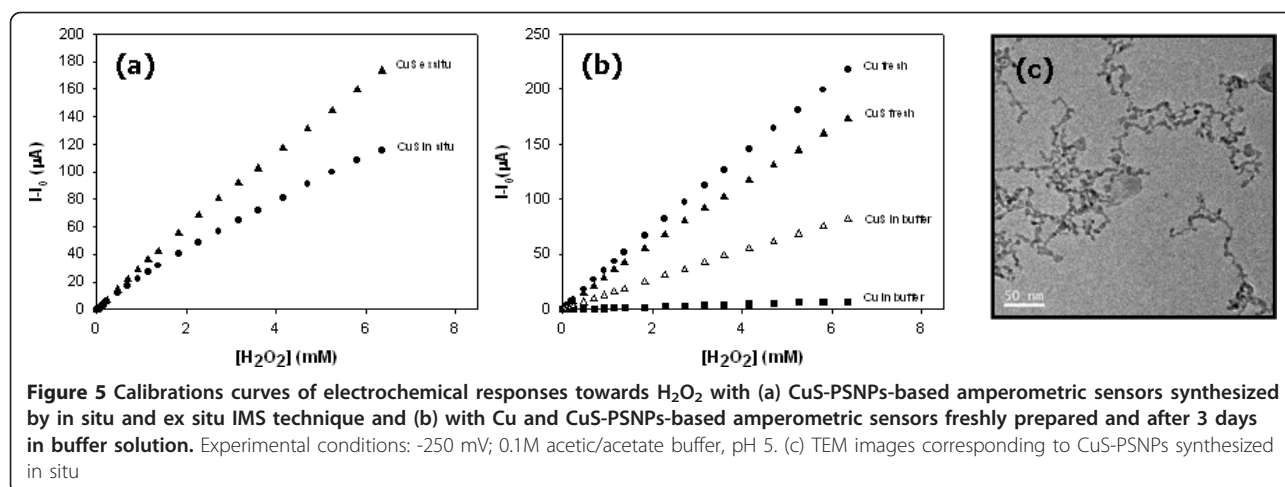 (a)
200
180
160
140
120
100
80
60
40
20
0
I-I₀ (µA)
CuS ex situ
CuS in situ
0 2 4 6 8
[H₂O₂] (mM)
(b)
250
200
150
100
50
0
I-I₀ (µA)
Cu fresh
CuS fresh
CuS in buffer
Cu in buffer
0 2 4 6 8
[H₂O₂] (mM)
(c)
50 nm
Figure 5 Calibrations curves of electrochemical responses towards H₂O₂ with (a) CuS-PSNPs-based amperometric sensors synthesized
by in situ and ex situ IMS technique and (b) with Cu and CuS-PSNPs-based amperometric sensors freshly prepared and after 3 days
in buffer solution. Experimental conditions: -250 mV; 0.1M acetic/acetate buffer, pH 5. (c) TEM images corresponding to CuS-PSNPs synthesized
in situ